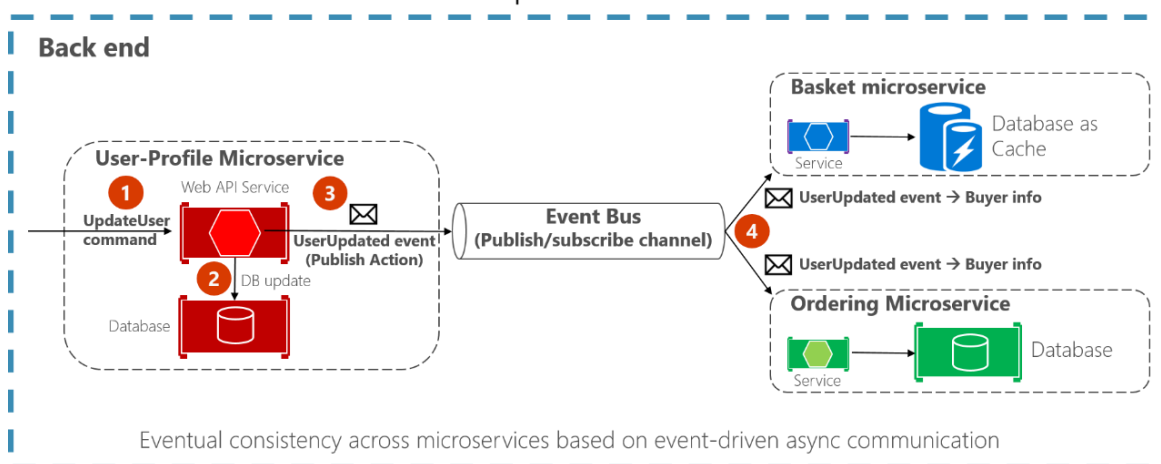 Back end
User-Profile Microservice
1
Web API Service
3
UpdateUser
command
UserUpdated event
(Publish Action)
2
DB update
Database
Event Bus
(Publish/subscribe channel)
4
Basket microservice
Service
Database as
Cache
UserUpdated event → Buyer info
UserUpdated event → Buyer info
Ordering Microservice
Service
Database
Eventual consistency across microservices based on event-driven async communication